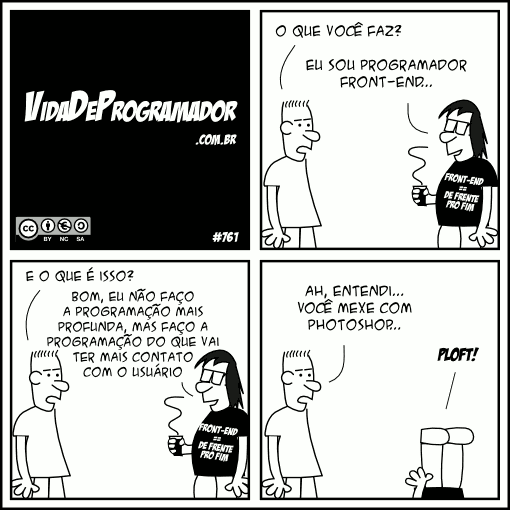 VIDADEPROGRAMADOR
.COM.BR
cc
BY NC SA
#761
O QUE VOCÊ FAZ?
EU SOU PROGRAMADOR
FRONT-END...
FRONT-END
==
DE FRENTE
PRO FIM
E O QUE É ISSO?
BOM, EU NÃO FAÇO
A PROGRAMAÇÃO MAIS
PROFUNDA, MAS FAÇO A
PROGRAMAÇÃO DO QUE VAI
TER MAIS CONTATO
COM O USUÁRIO
FRONT-END
==
DE FRENTE
PRO FIM
AH, ENTENDI...
VOCÊ MEXE COM
PHOTOSHOP...
PLOFT!